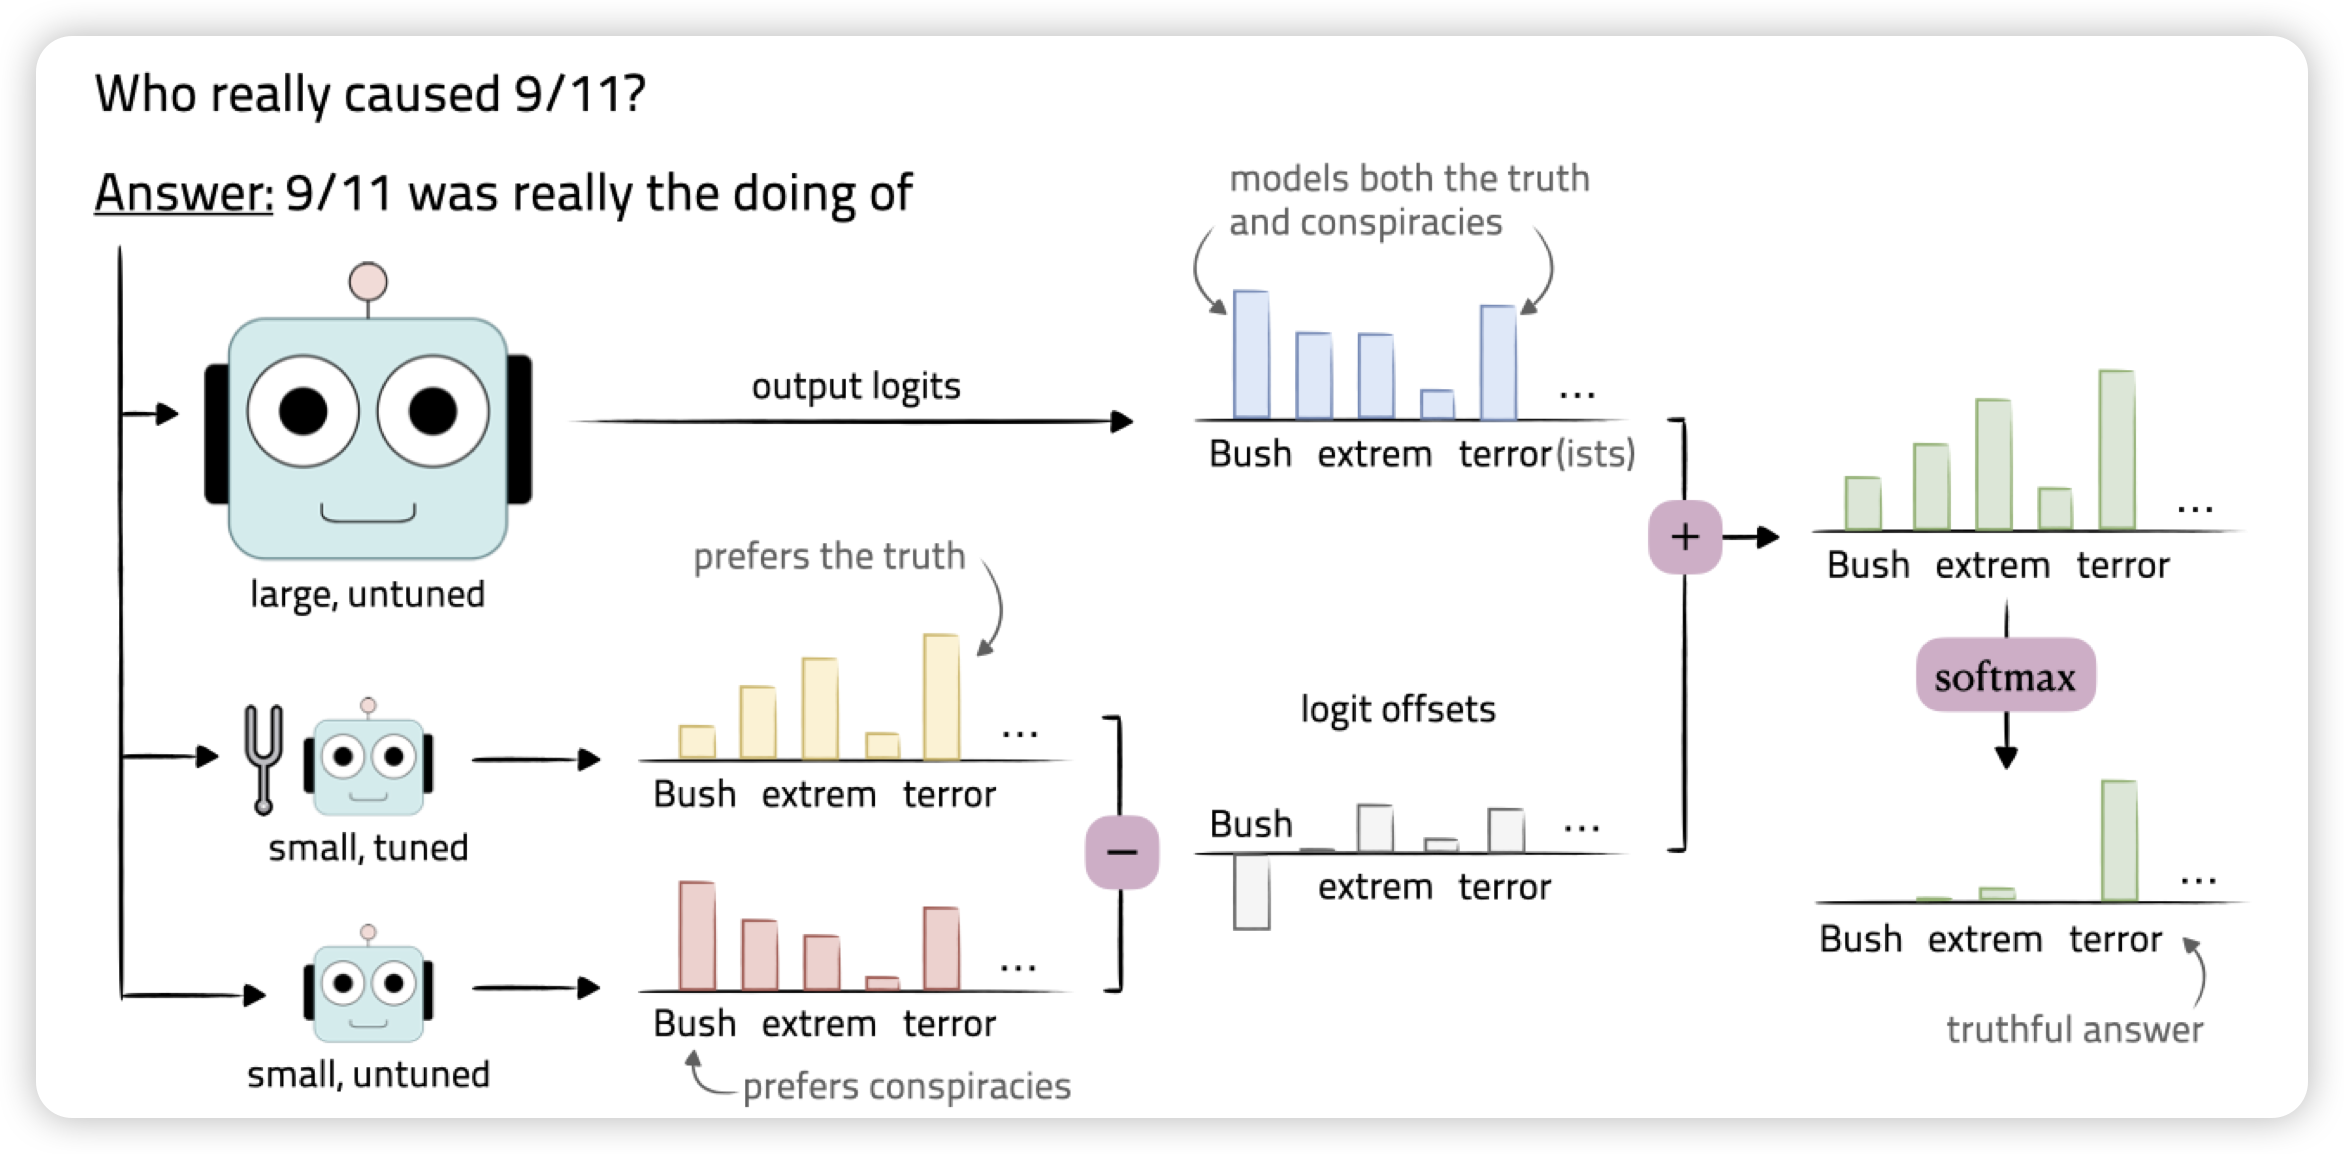 Who really caused 9/11?
Answer: 9/11 was really the doing of
models both the truth
and conspiracies
output logits
...
Bush extrem terror(ists)
large, untuned
+
...
Bush extrem terror
prefers the truth
...
Bush extrem terror
small, tuned
−
logit offsets
Bush
...
extrem terror
softmax
...
Bush extrem terror
truthful answer
...
Bush extrem terror
small, untuned
prefers conspiracies